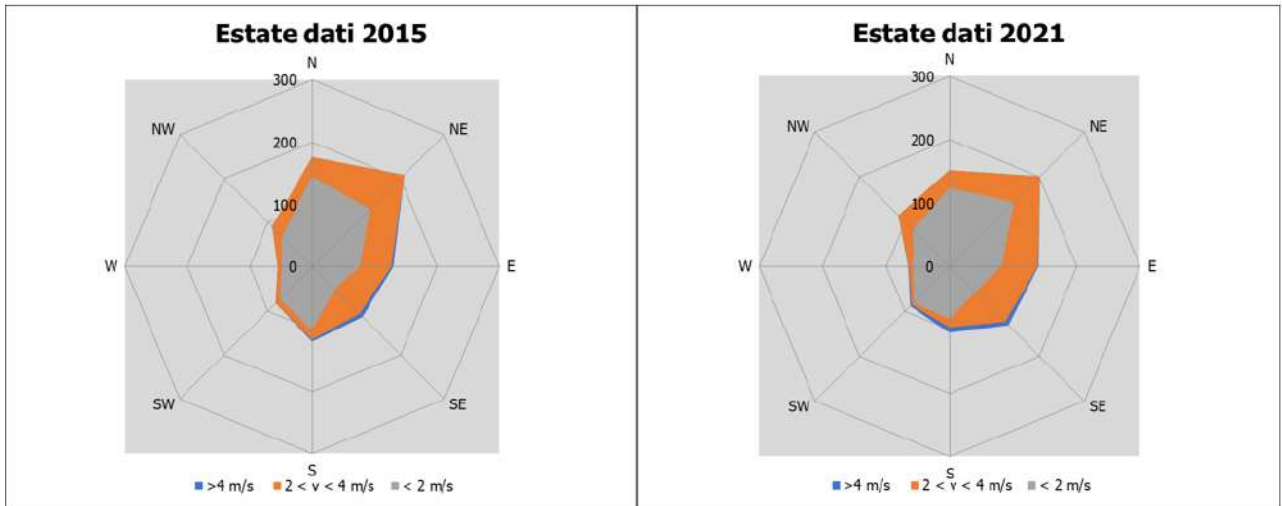 Estate dati 2015
N
300
NW
NE
200
100
W
0
E
SW
SE
S
>4 m/s 2 < v < 4 m/s < 2 m/s
Estate dati 2021
N
300
NW
NE
200
100
W
0
E
SW
SE
S
>4 m/s 2 < v < 4 m/s < 2 m/s